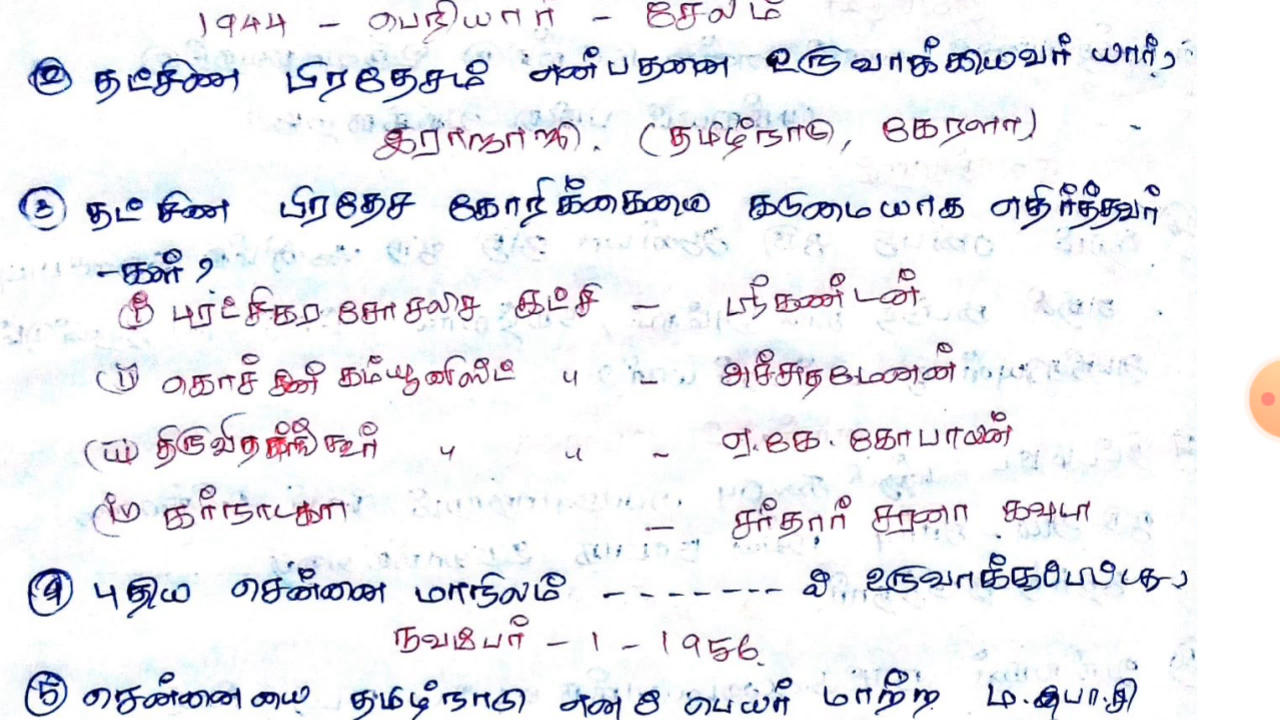 1944 - பெரியார் - சேலம்
② தட்சிண பிரதேசம் என்பதனை உருவாக்கியவர் யார்?
இராஜாஜி. (தமிழ்நாடு, கேரளா)
③ தட்சிண பிரதேச கோரிக்கையை கடுமையாக எதிர்த்தவர்
-கள்?
(i) புரட்சிகர சோசலிச கட்சி - ஸ்ரீகண்டன்
(ii) கொச்சின் கம்யூனிஸ்ட் " - அச்சுதமேனன்
(iii) திருவிதாங்கூர் " " - ஏ.கே. கோபாலன்
(iv) கர்நாடகா - சர்தார் சரனா கவுடா
④ புதிய சென்னை மாநிலம் ------- ல் உருவாக்கப்பட்டது?
நவம்பர் - 1 - 1956.
⑤ சென்னையை தமிழ்நாடு என பெயர் மாற்ற ம.பொ.சி